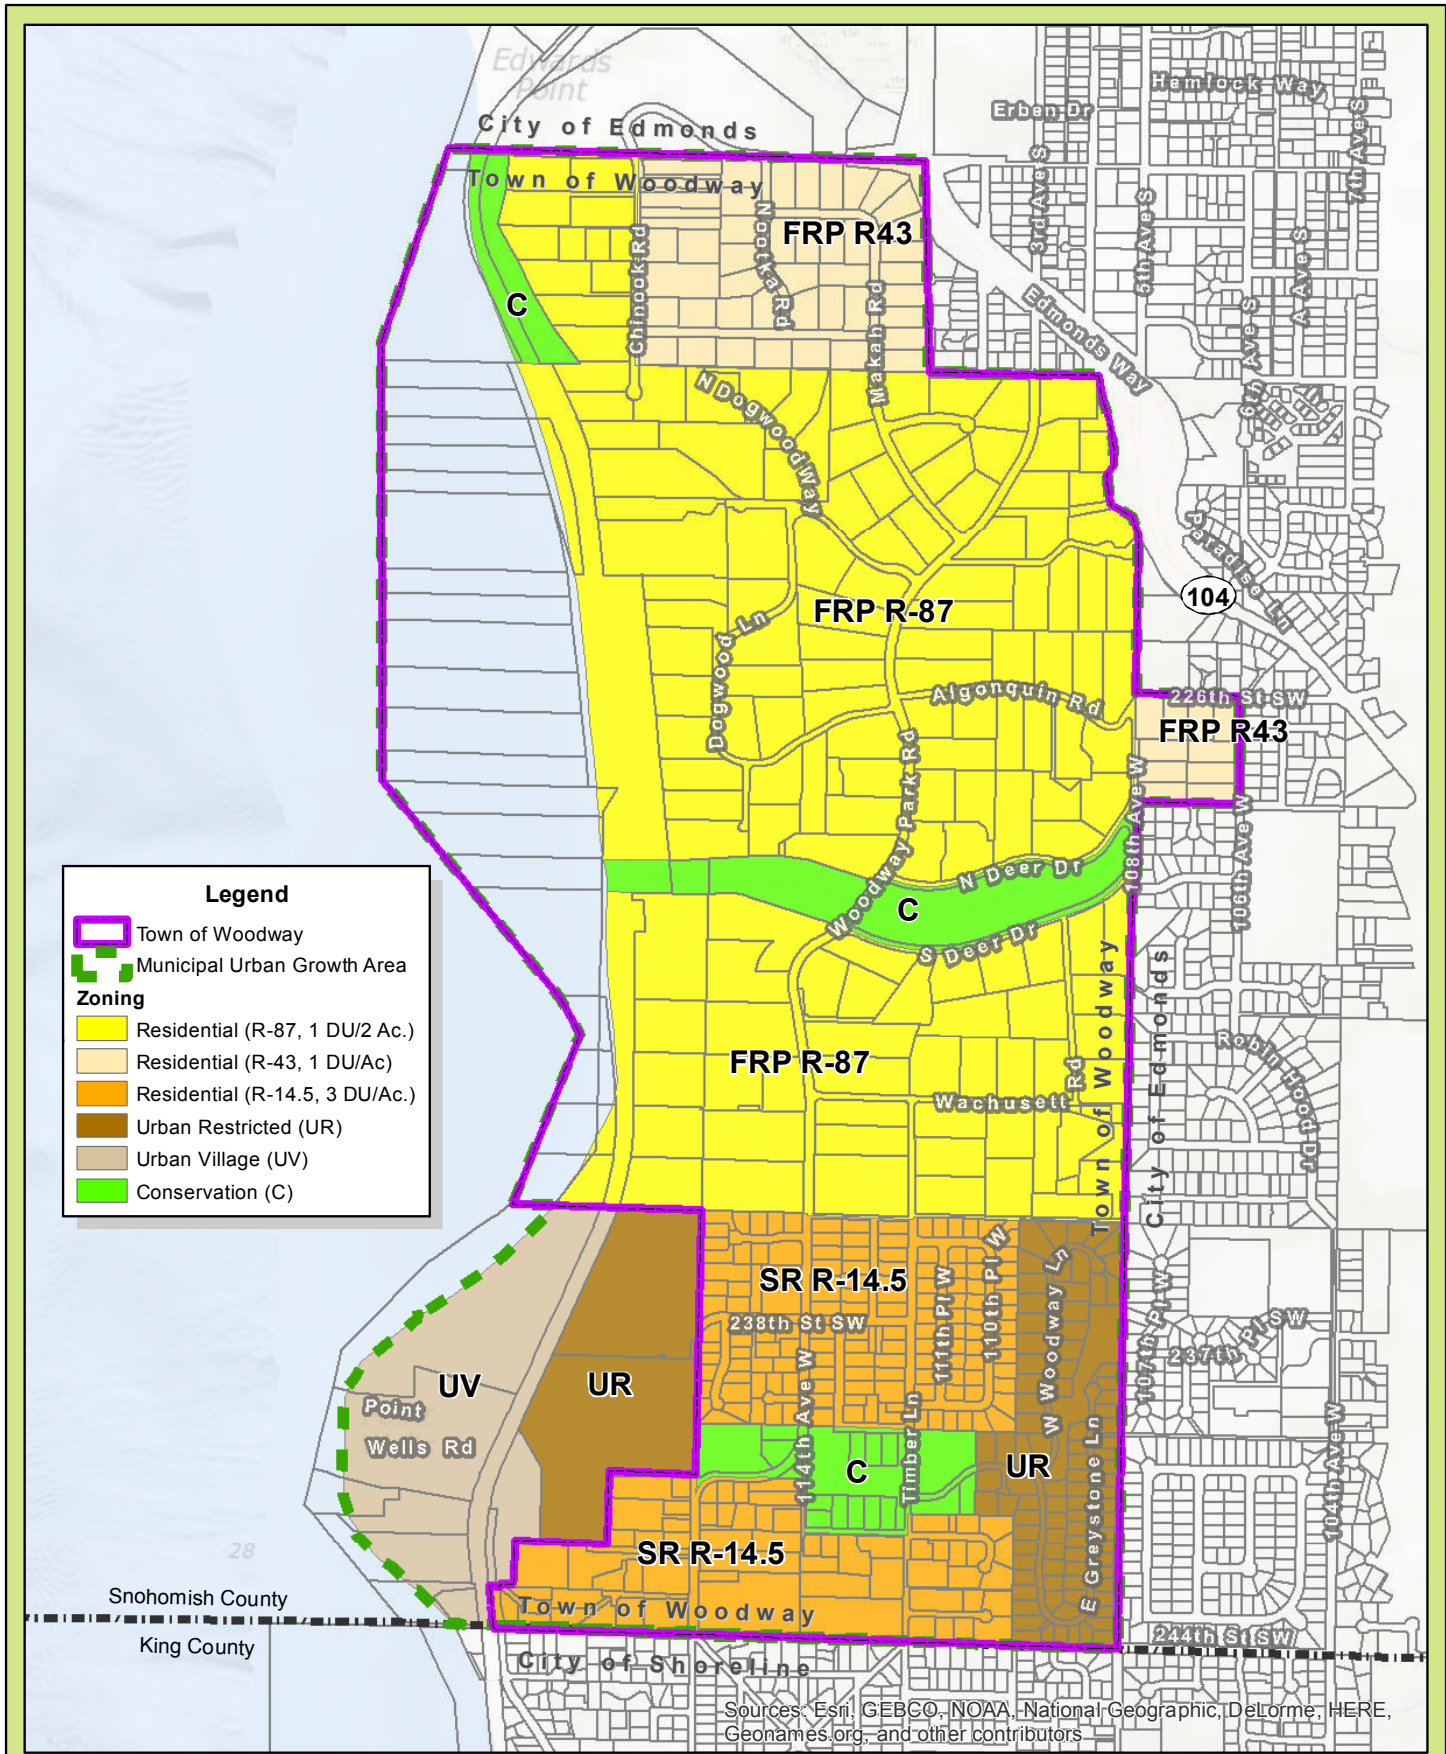 Edwards
Point
City of Edmonds
Town of Woodway
Hemlock Way
Erben Dr
3rd Ave S
5th Ave S
7th Ave S
A Ave S
6th Ave S
6th Ave S
Edmonds Way
FRP R43
Nootka Rd
Chinook Rd
Makah Rd
C
N Dogwood Way
Paradise Ln
104
FRP R-87
Dogwood Ln
Algonquin Rd
226th St SW
FRP R43
Woodway Park Rd
108th Ave W
106th Ave W
N Deer Dr
C
S Deer Dr
Legend
Town of Woodway
Municipal Urban Growth Area
Zoning
Residential (R-87, 1 DU/2 Ac.)
Residential (R-43, 1 DU/Ac)
Residential (R-14.5, 3 DU/Ac.)
Urban Restricted (UR)
Urban Village (UV)
Conservation (C)
FRP R-87
Wachusett Rd
Town of Woodway
City of Edmonds
Robin Hood Dr
SR R-14.5
238th St SW
111th Pl W
110th Pl W
W Woodway Ln
107th Pl W
237th Pl SW
UV
UR
Point
Wells Rd
114th Ave W
Timber Ln
C
UR
E Greystone Ln
104th Ave W
28
SR R-14.5
Snohomish County
King County
Town of Woodway
244th St SW
City of Shoreline
Sources: Esri, GEBCO, NOAA, National Geographic, DeLorme, HERE,
Geonames.org, and other contributors